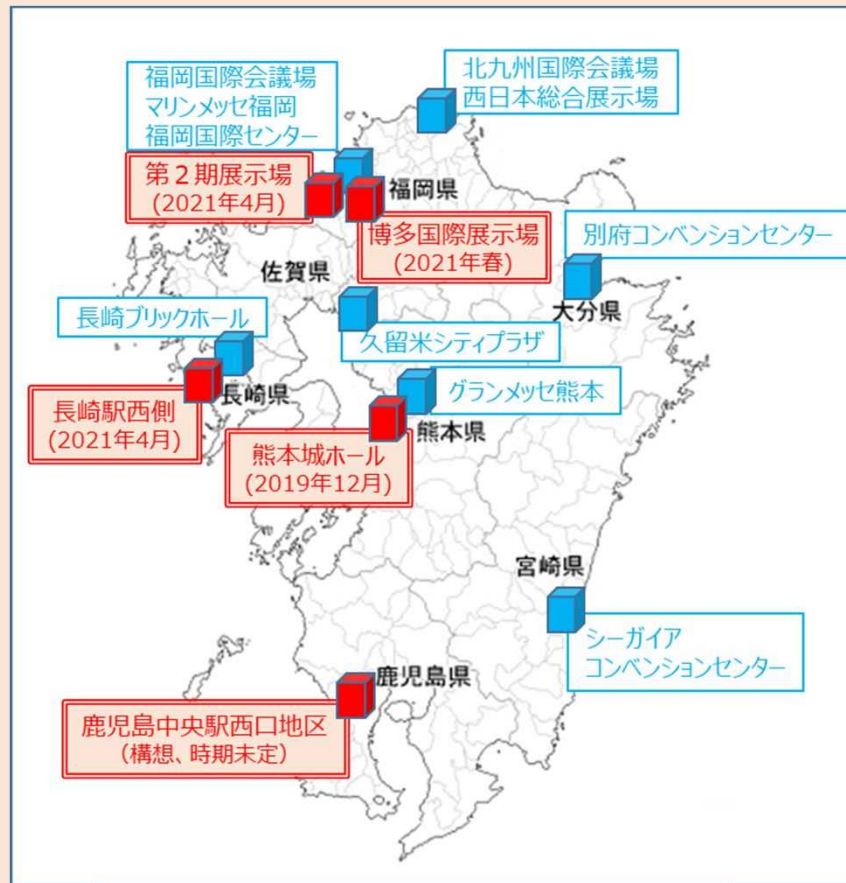 福岡国際会議場
マリンメッセ福岡
福岡国際センター
北九州国際会議場
西日本総合展示場
第２期展示場
(2021年4月)
福岡県
博多国際展示場
(2021年春)
別府コンベンションセンター
佐賀県
大分県
長崎ブリックホール
久留米シティプラザ
長崎県
グランメッセ熊本
長崎駅西側
(2021年4月)
熊本県
熊本城ホール
(2019年12月)
宮崎県
シーガイア
コンベンションセンター
鹿児島県
鹿児島中央駅西口地区
（構想、時期未定）